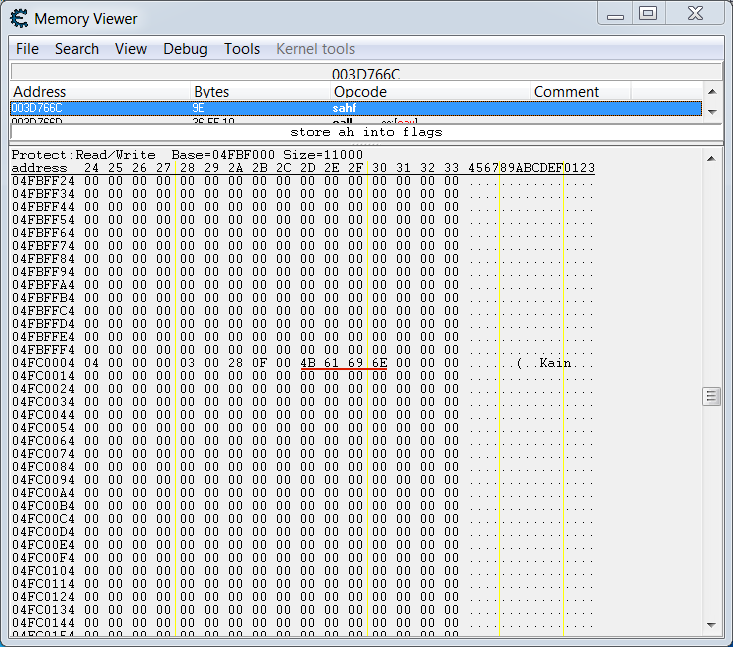 Memory Viewer
File Search View Debug Tools Kernel tools
003D766C
Address Bytes Opcode Comment
003D766C 9E sahf
store ah into flags
Protect:Read/Write Base=04FBF000 Size=11000
address 24 25 26 27 28 29 2A 2B 2C 2D 2E 2F 30 31 32 33 456789ABCDEF0123
04FBFF24 00 00 00 00 00 00 00 00 00 00 00 00 00 00 00 00 ................
04FBFF34 00 00 00 00 00 00 00 00 00 00 00 00 00 00 00 00 ................
04FBFF44 00 00 00 00 00 00 00 00 00 00 00 00 00 00 00 00 ................
04FBFF54 00 00 00 00 00 00 00 00 00 00 00 00 00 00 00 00 ................
04FBFF64 00 00 00 00 00 00 00 00 00 00 00 00 00 00 00 00 ................
04FBFF74 00 00 00 00 00 00 00 00 00 00 00 00 00 00 00 00 ................
04FBFF84 00 00 00 00 00 00 00 00 00 00 00 00 00 00 00 00 ................
04FBFF94 00 00 00 00 00 00 00 00 00 00 00 00 00 00 00 00 ................
04FBFFA4 00 00 00 00 00 00 00 00 00 00 00 00 00 00 00 00 ................
04FBFFB4 00 00 00 00 00 00 00 00 00 00 00 00 00 00 00 00 ................
04FBFFC4 00 00 00 00 00 00 00 00 00 00 00 00 00 00 00 00 ................
04FBFFD4 00 00 00 00 00 00 00 00 00 00 00 00 00 00 00 00 ................
04FBFFE4 00 00 00 00 00 00 00 00 00 00 00 00 00 00 00 00 ................
04FBFFF4 00 00 00 00 00 00 00 00 00 00 00 00 00 00 00 00 ................
04FC0004 04 00 00 00 03 00 28 0F 00 4B 61 69 6E 00 00 00 ......(..Kain...
04FC0014 00 00 00 00 00 00 00 00 00 00 00 00 00 00 00 00 ................
04FC0024 00 00 00 00 00 00 00 00 00 00 00 00 00 00 00 00 ................
04FC0034 00 00 00 00 00 00 00 00 00 00 00 00 00 00 00 00 ................
04FC0044 00 00 00 00 00 00 00 00 00 00 00 00 00 00 00 00 ................
04FC0054 00 00 00 00 00 00 00 00 00 00 00 00 00 00 00 00 ................
04FC0064 00 00 00 00 00 00 00 00 00 00 00 00 00 00 00 00 ................
04FC0074 00 00 00 00 00 00 00 00 00 00 00 00 00 00 00 00 ................
04FC0084 00 00 00 00 00 00 00 00 00 00 00 00 00 00 00 00 ................
04FC0094 00 00 00 00 00 00 00 00 00 00 00 00 00 00 00 00 ................
04FC00A4 00 00 00 00 00 00 00 00 00 00 00 00 00 00 00 00 ................
04FC00B4 00 00 00 00 00 00 00 00 00 00 00 00 00 00 00 00 ................
04FC00C4 00 00 00 00 00 00 00 00 00 00 00 00 00 00 00 00 ................
04FC00D4 00 00 00 00 00 00 00 00 00 00 00 00 00 00 00 00 ................
04FC00E4 00 00 00 00 00 00 00 00 00 00 00 00 00 00 00 00 ................
04FC00F4 00 00 00 00 00 00 00 00 00 00 00 00 00 00 00 00 ................
04FC0104 00 00 00 00 00 00 00 00 00 00 00 00 00 00 00 00 ................
04FC0114 00 00 00 00 00 00 00 00 00 00 00 00 00 00 00 00 ................
04FC0124 00 00 00 00 00 00 00 00 00 00 00 00 00 00 00 00 ................
04FC0134 00 00 00 00 00 00 00 00 00 00 00 00 00 00 00 00 ................
04FC0144 00 00 00 00 00 00 00 00 00 00 00 00 00 00 00 00 ................
04FC0154 00 00 00 00 00 00 00 00 00 00 00 00 00 00 00 00